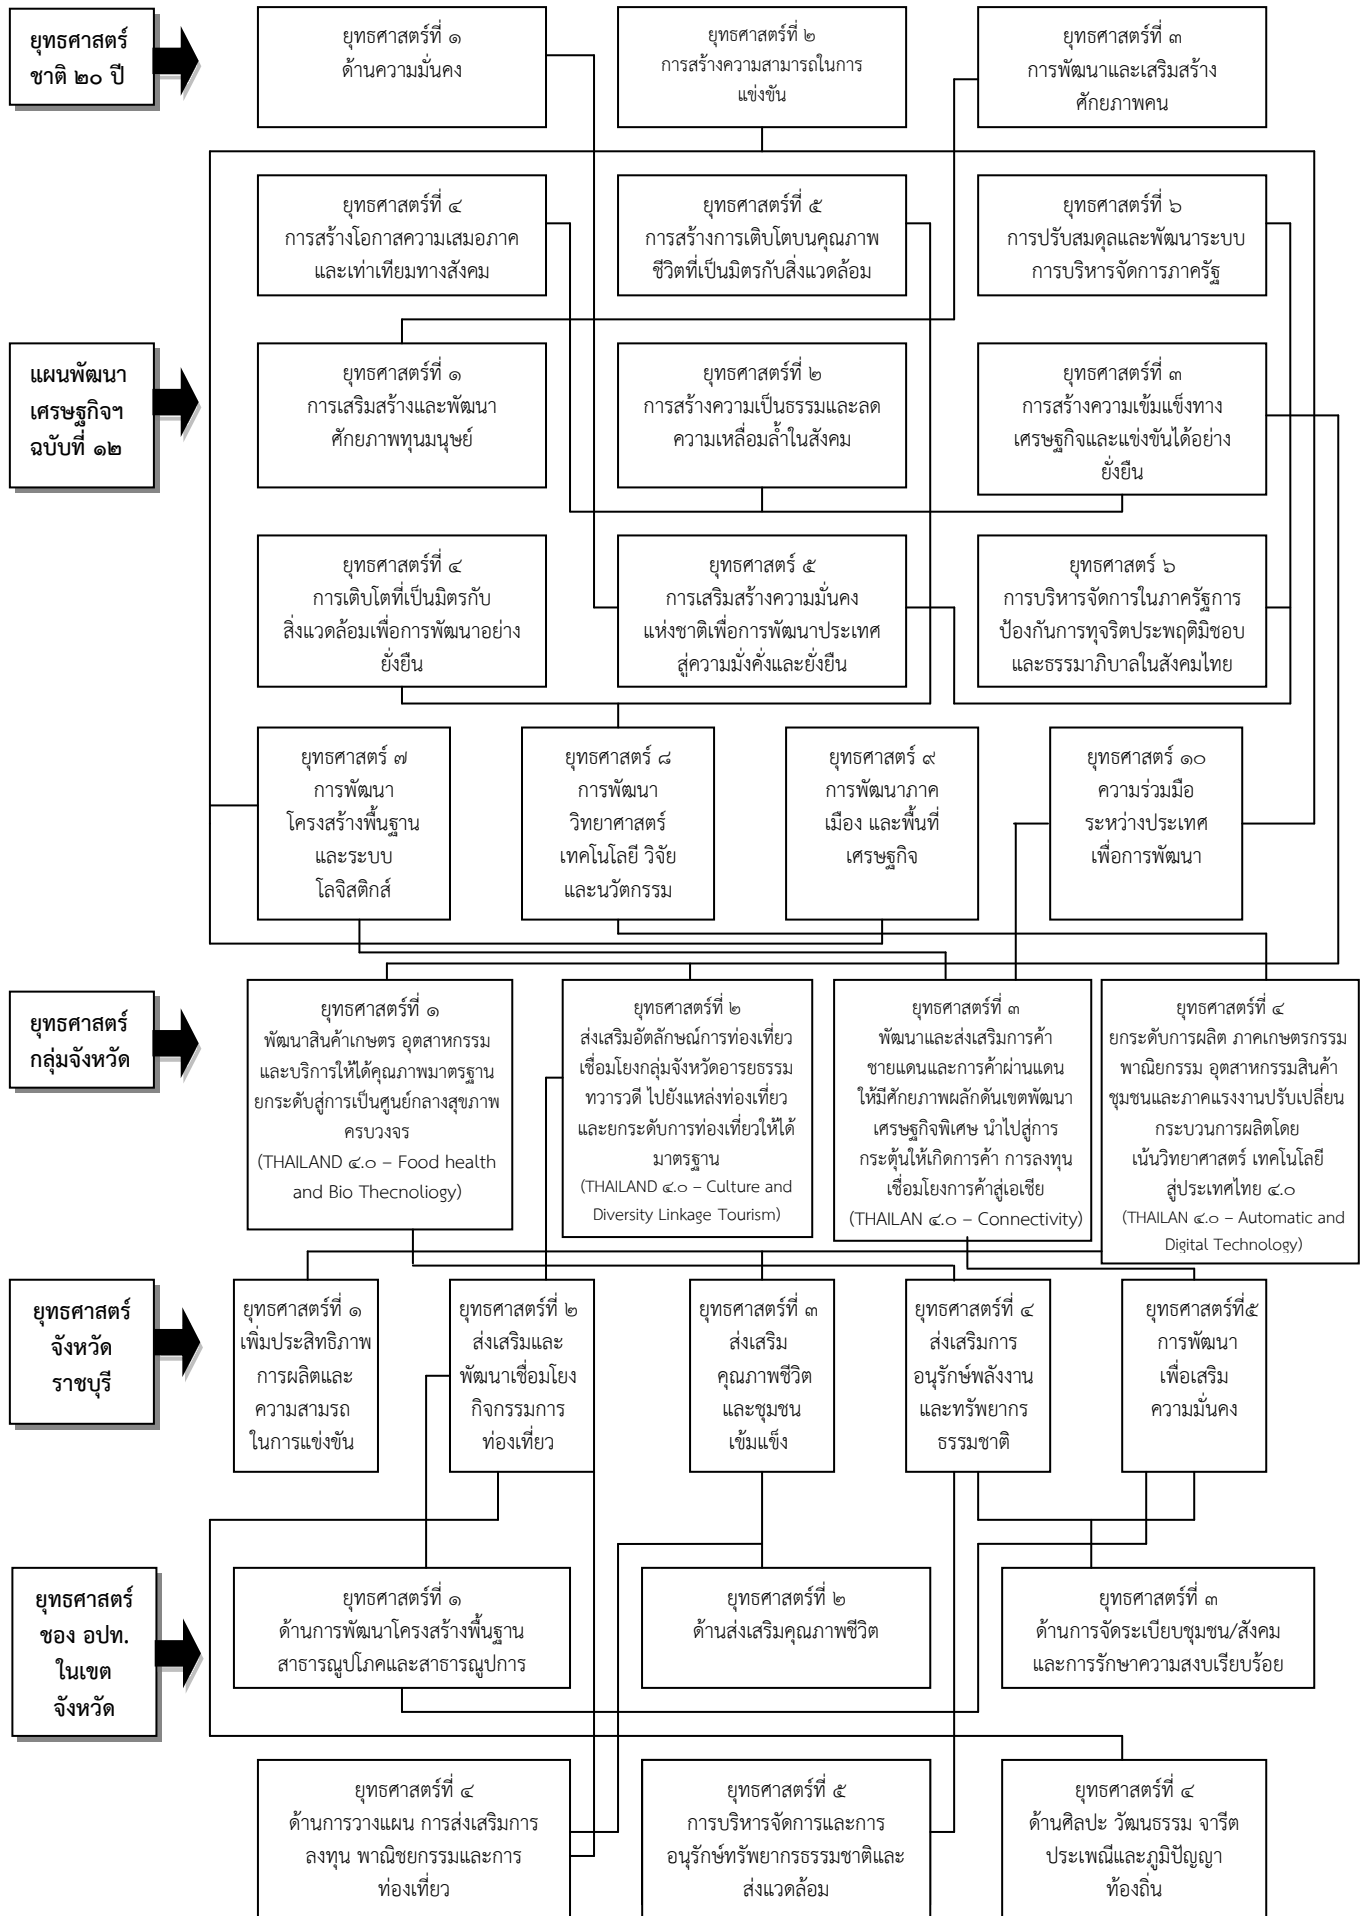 ยุทธศาสตร์
ชาติ ๒๐ ปี
ยุทธศาสตร์ที่ ๑
ด้านความมั่นคง
ยุทธศาสตร์ที่ ๒
การสร้างความสามารถในการ
แข่งขัน
ยุทธศาสตร์ที่ ๓
การพัฒนาและเสริมสร้าง
ศักยภาพคน
ยุทธศาสตร์ที่ ๔
การสร้างโอกาสความเสมอภาค
และเท่าเทียมทางสังคม
ยุทธศาสตร์ที่ ๕
การสร้างการเติบโตบนคุณภาพ
ชีวิตที่เป็นมิตรกับสิ่งแวดล้อม
ยุทธศาสตร์ที่ ๖
การปรับสมดุลและพัฒนาระบบ
การบริหารจัดการภาครัฐ
แผนพัฒนา
เศรษฐกิจฯ
ฉบับที่ ๑๒
ยุทธศาสตร์ที่ ๑
การเสริมสร้างและพัฒนา
ศักยภาพทุนมนุษย์
ยุทธศาสตร์ที่ ๒
การสร้างความเป็นธรรมและลด
ความเหลื่อมล้ำในสังคม
ยุทธศาสตร์ที่ ๓
การสร้างความเข้มแข็งทาง
เศรษฐกิจและแข่งขันได้อย่าง
ยั่งยืน
ยุทธศาสตร์ที่ ๔
การเติบโตที่เป็นมิตรกับ
สิ่งแวดล้อมเพื่อการพัฒนาอย่าง
ยั่งยืน
ยุทธศาสตร์ ๕
การเสริมสร้างความมั่นคง
แห่งชาติเพื่อการพัฒนาประเทศ
สู่ความมั่งคั่งและยั่งยืน
ยุทธศาสตร์ ๖
การบริหารจัดการในภาครัฐการ
ป้องกันการทุจริตประพฤติมิชอบ
และธรรมาภิบาลในสังคมไทย
ยุทธศาสตร์ ๗
การพัฒนา
โครงสร้างพื้นฐาน
และระบบ
โลจิสติกส์
ยุทธศาสตร์ ๘
การพัฒนา
วิทยาศาสตร์
เทคโนโลยี วิจัย
และนวัตกรรม
ยุทธศาสตร์ ๙
การพัฒนาภาค
เมือง และพื้นที่
เศรษฐกิจ
ยุทธศาสตร์ ๑๐
ความร่วมมือ
ระหว่างประเทศ
เพื่อการพัฒนา
ยุทธศาสตร์
กลุ่มจังหวัด
ยุทธศาสตร์ที่ ๑
พัฒนาสินค้าเกษตร อุตสาหกรรม
และบริการให้ได้คุณภาพมาตรฐาน
ยกระดับสู่การเป็นศูนย์กลางสุขภาพ
ครบวงจร
(THAILAND ๔.๐ – Food health
and Bio Thecnoliogy)
ยุทธศาสตร์ที่ ๒
ส่งเสริมอัตลักษณ์การท่องเที่ยว
เชื่อมโยงกลุ่มจังหวัดอารยธรรม
ทวารวดี ไปยังแหล่งท่องเที่ยว
และยกระดับการท่องเที่ยวให้ได้
มาตรฐาน
(THAILAND ๔.๐ – Culture and
Diversity Linkage Tourism)
ยุทธศาสตร์ที่ ๓
พัฒนาและส่งเสริมการค้า
ชายแดนและการค้าผ่านแดน
ให้มีศักยภาพผลักดันเขตพัฒนา
เศรษฐกิจพิเศษ นำไปสู่การ
กระตุ้นให้เกิดการค้า การลงทุน
เชื่อมโยงการค้าสู่เอเชีย
(THAILAN ๔.๐ – Connectivity)
ยุทธศาสตร์ที่ ๔
ยกระดับการผลิต ภาคเกษตรกรรม
พาณิยกรรม อุตสาหกรรมสินค้า
ชุมชนและภาคแรงงานปรับเปลี่ยน
กระบวนการผลิตโดย
เน้นวิทยาศาสตร์ เทคโนโลยี
สู่ประเทศไทย ๔.๐
(THAILAN ๔.๐ – Automatic and
Digital Technology)
ยุทธศาสตร์
จังหวัด
ราชบุรี
ยุทธศาสตร์ที่ ๑
เพิ่มประสิทธิภาพ
การผลิตและ
ความสามรถ
ในการแข่งขัน
ยุทธศาสตร์ที่ ๒
ส่งเสริมและ
พัฒนาเชื่อมโยง
กิจกรรมการ
ท่องเที่ยว
ยุทธศาสตร์ที่ ๓
ส่งเสริม
คุณภาพชีวิต
และชุมชน
เข้มแข็ง
ยุทธศาสตร์ที่ ๔
ส่งเสริมการ
อนุรักษ์พลังงาน
และทรัพยากร
ธรรมชาติ
ยุทธศาสตร์ที่๕
การพัฒนา
เพื่อเสริม
ความมั่นคง
ยุทธศาสตร์
ชอง อปท.
ในเขต
จังหวัด
ยุทธศาสตร์ที่ ๑
ด้านการพัฒนาโครงสร้างพื้นฐาน
สาธารณูปโภคและสาธารณูปการ
ยุทธศาสตร์ที่ ๒
ด้านส่งเสริมคุณภาพชีวิต
ยุทธศาสตร์ที่ ๓
ด้านการจัดระเบียบชุมชน/สังคม
และการรักษาความสงบเรียบร้อย
ยุทธศาสตร์ที่ ๔
ด้านการวางแผน การส่งเสริมการ
ลงทุน พาณิชยกรรมและการ
ท่องเที่ยว
ยุทธศาสตร์ที่ ๕
การบริหารจัดการและการ
อนุรักษ์ทรัพยากรธรรมชาติและ
ส่งแวดล้อม
ยุทธศาสตร์ที่ ๔
ด้านศิลปะ วัฒนธรรม จารีต
ประเพณีและภูมิปัญญา
ท้องถิ่น